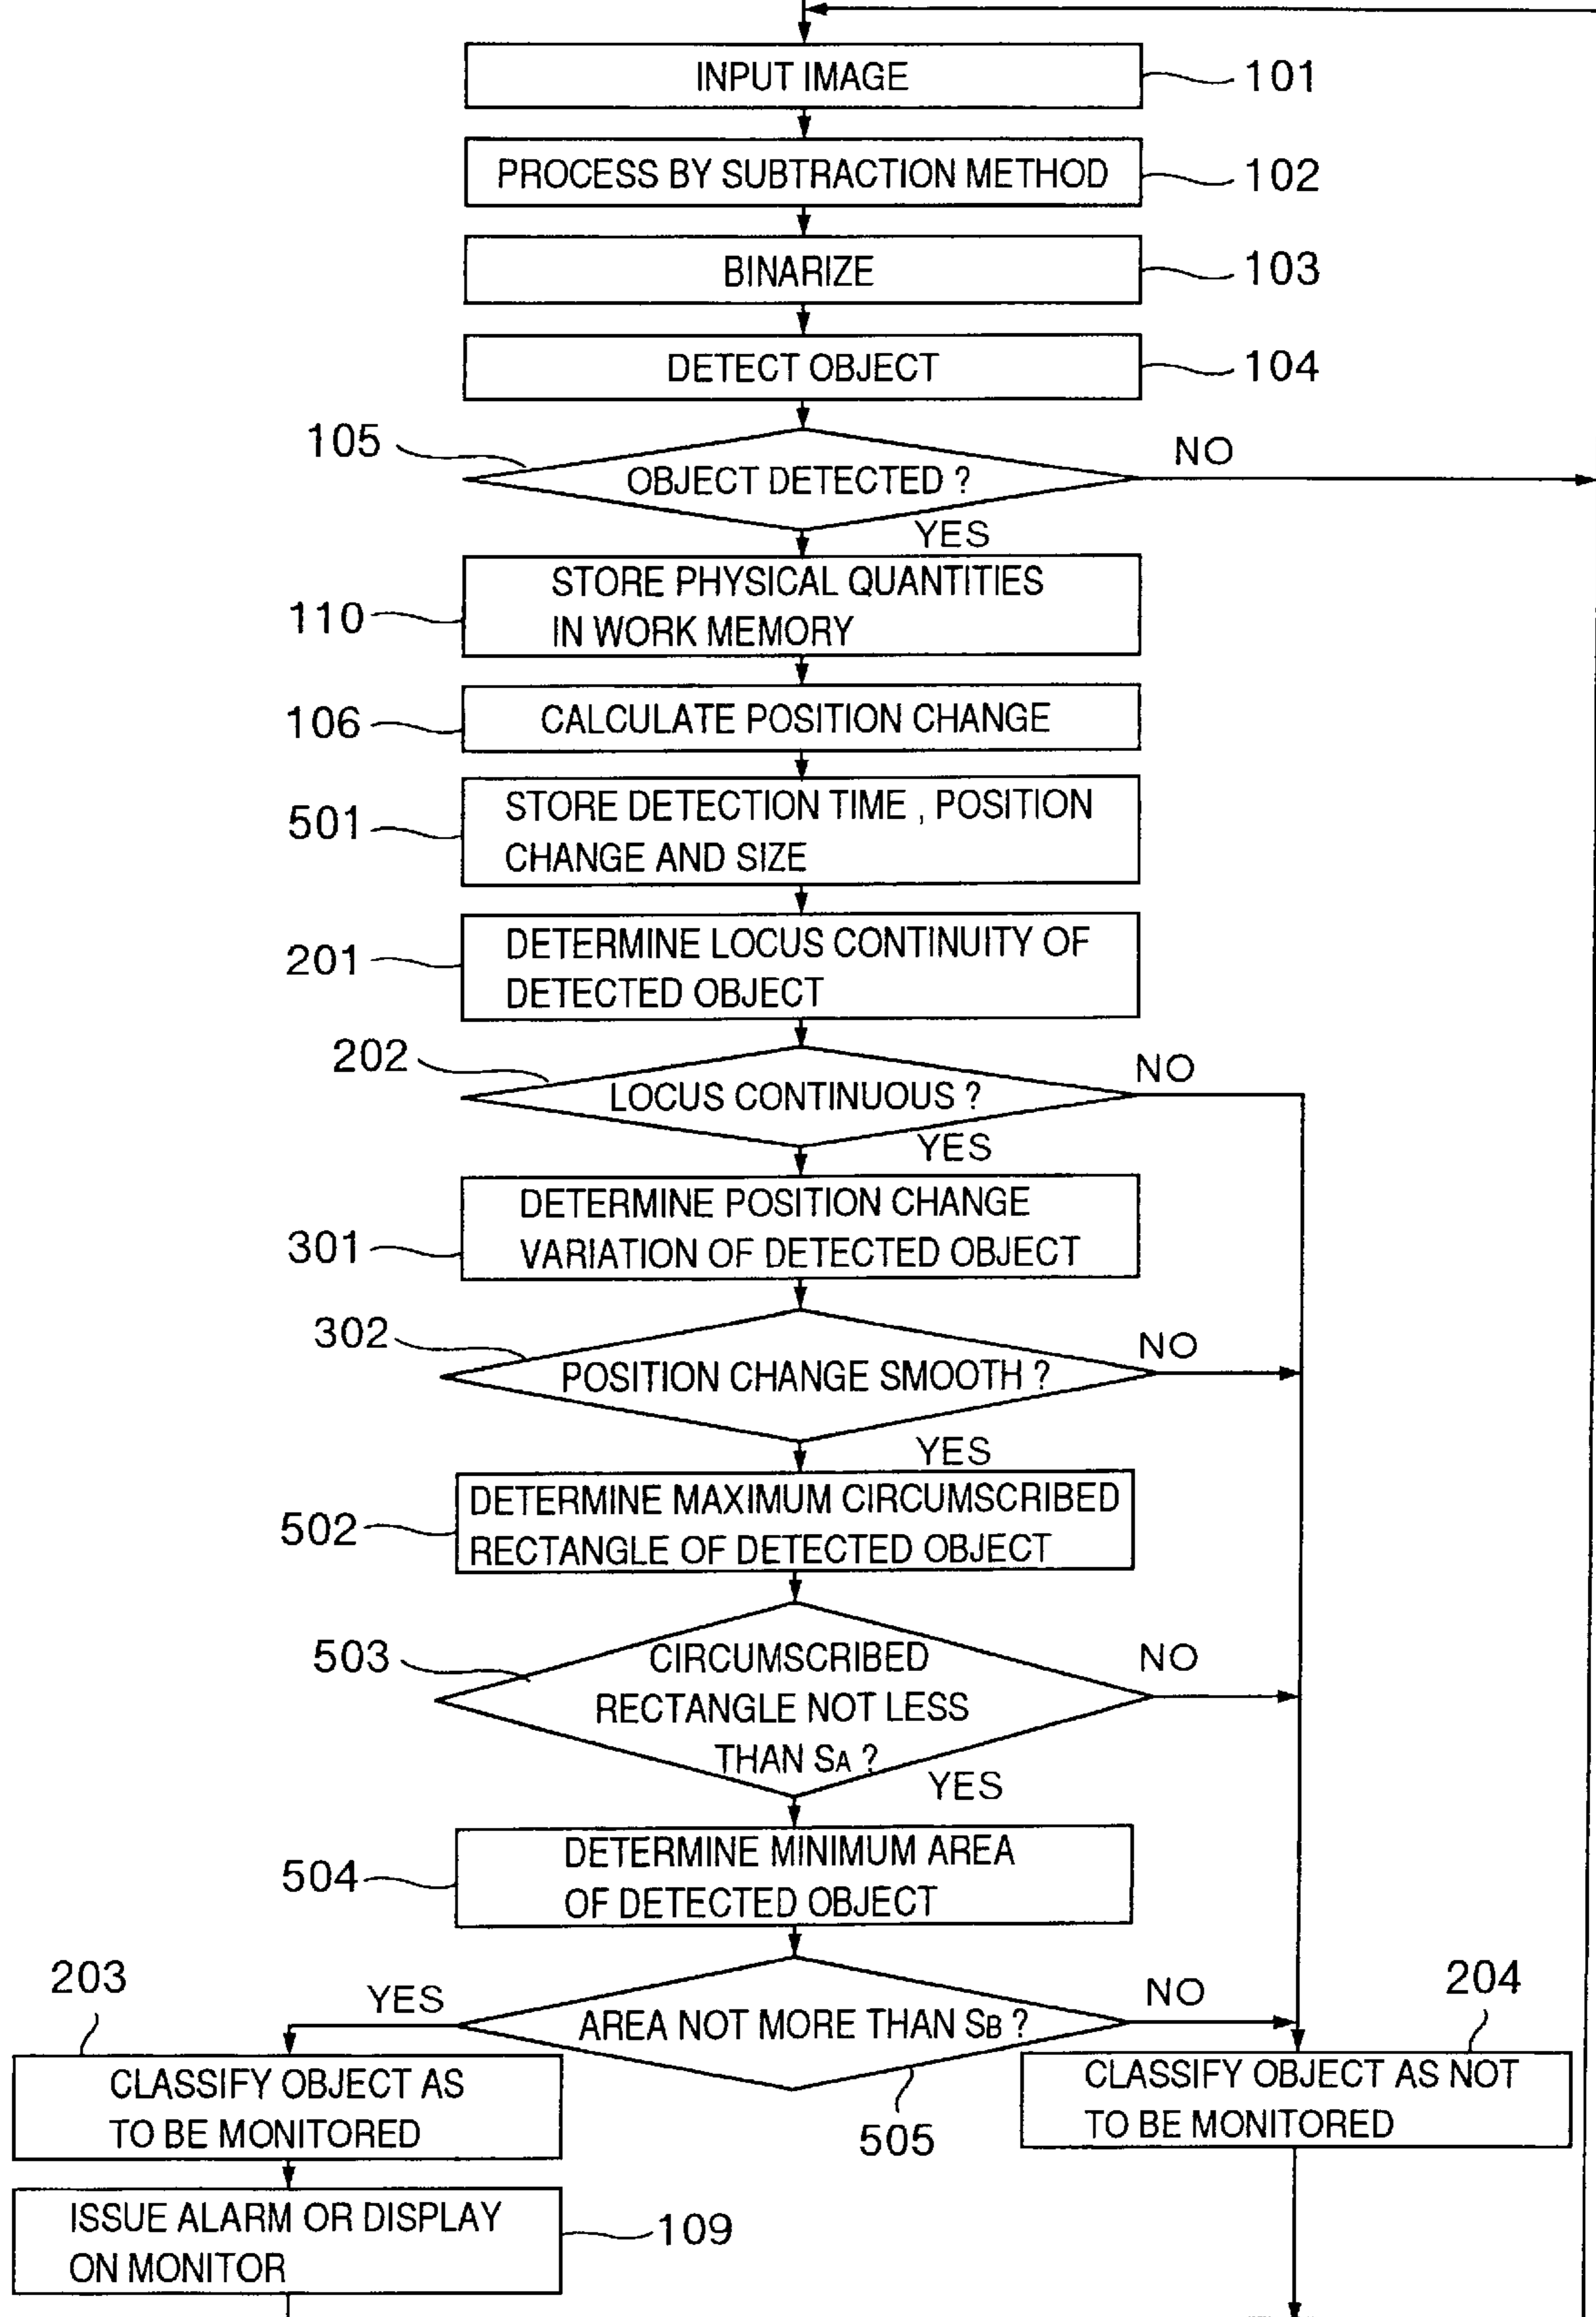 INPUT IMAGE
101
PROCESS BY SUBTRACTION METHOD
102
BINARIZE
103
DETECT OBJECT
104
105
OBJECT DETECTED ?
NO
YES
110
STORE PHYSICAL QUANTITIES
IN WORK MEMORY
106
CALCULATE POSITION CHANGE
501
STORE DETECTION TIME , POSITION
CHANGE AND SIZE
201
DETERMINE LOCUS CONTINUITY OF
DETECTED OBJECT
202
LOCUS CONTINUOUS ?
NO
YES
301
DETERMINE POSITION CHANGE
VARIATION OF DETECTED OBJECT
302
POSITION CHANGE SMOOTH ?
NO
YES
502
DETERMINE MAXIMUM CIRCUMSCRIBED
RECTANGLE OF DETECTED OBJECT
503
CIRCUMSCRIBED
RECTANGLE NOT LESS
THAN SA ?
NO
YES
504
DETERMINE MINIMUM AREA
OF DETECTED OBJECT
203
YES
AREA NOT MORE THAN SB ?
NO
204
505
CLASSIFY OBJECT AS
TO BE MONITORED
CLASSIFY OBJECT AS NOT
TO BE MONITORED
ISSUE ALARM OR DISPLAY
ON MONITOR
109